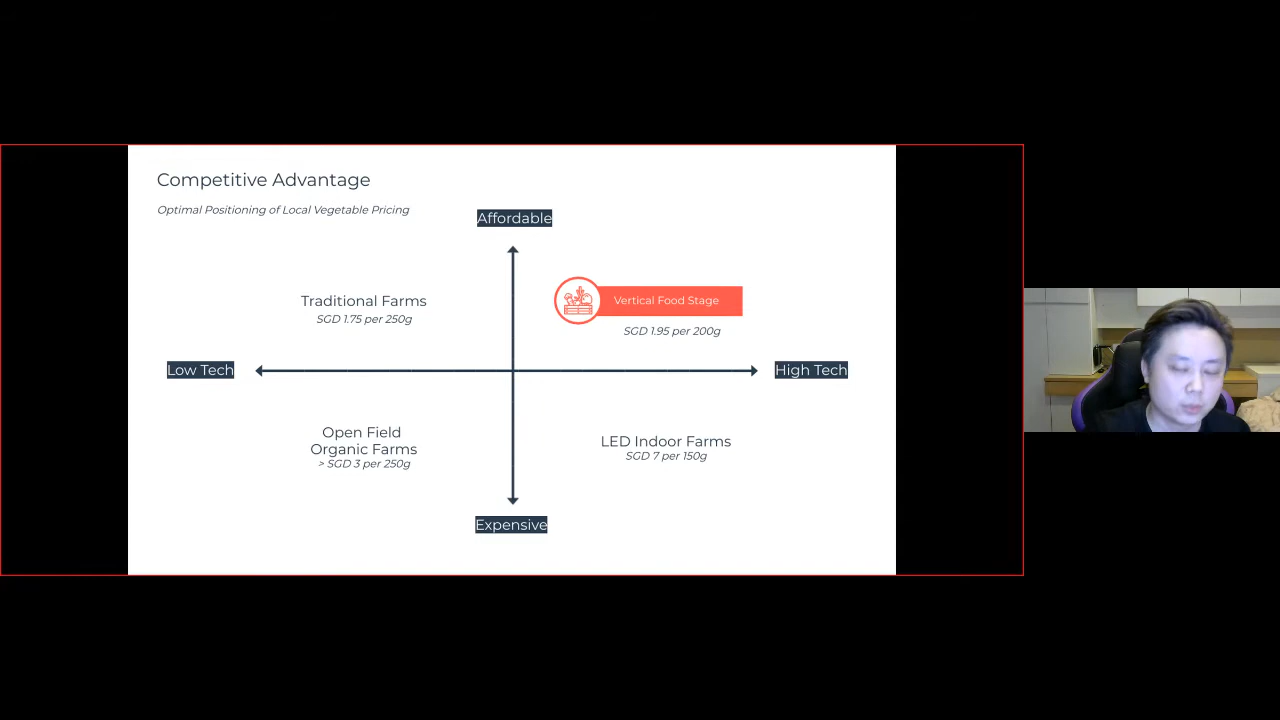 Competitive Advantage
Optimal Positioning of Local Vegetable Pricing
Affordable
Traditional Farms
SGD 1.75 per 250g
Vertical Food Stage
SGD 1.95 per 200g
Low Tech
High Tech
Open Field
Organic Farms
> SGD 3 per 250g
LED Indoor Farms
SGD 7 per 150g
Expensive